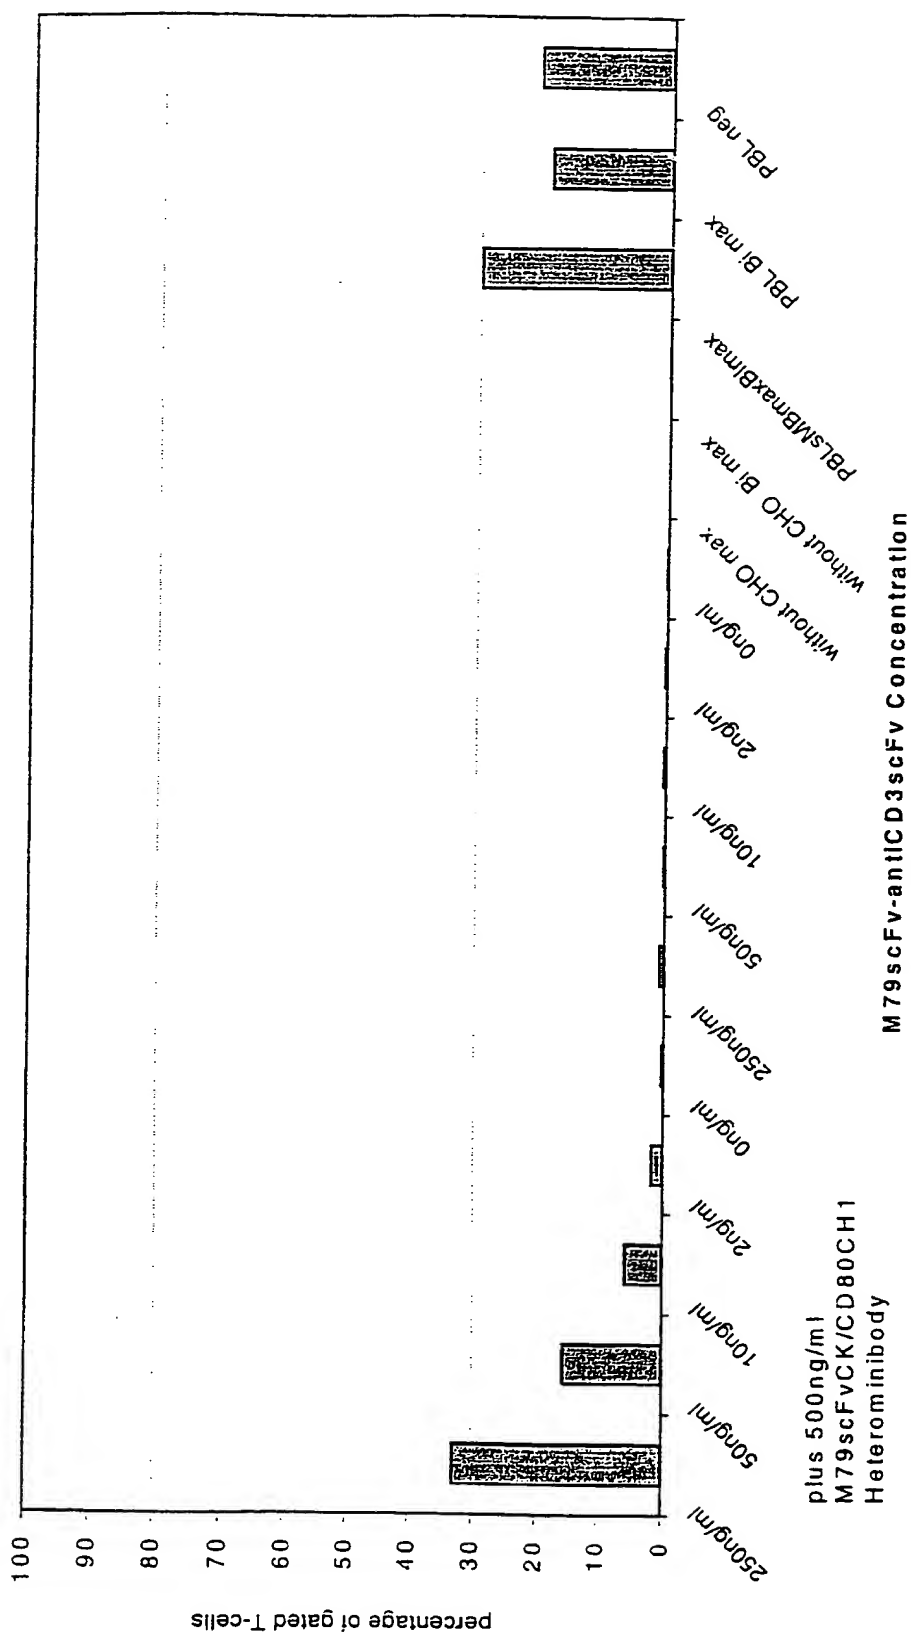 percentage of gated T-cells
100
90
80
70
60
50
40
30
20
10
0
250ng/ml
50ng/ml
10ng/ml
2ng/ml
0ng/ml
250ng/ml
50ng/ml
10ng/ml
2ng/ml
0ng/ml
without CHO max
without CHO Bi max
PBLsMBmaxBImax
PBL Bi max
PBL neg
plus 500ng/ml
M79scFvCK/CD80CH1
Heterominibody
M79scFv-antiCD3scFv Concentration